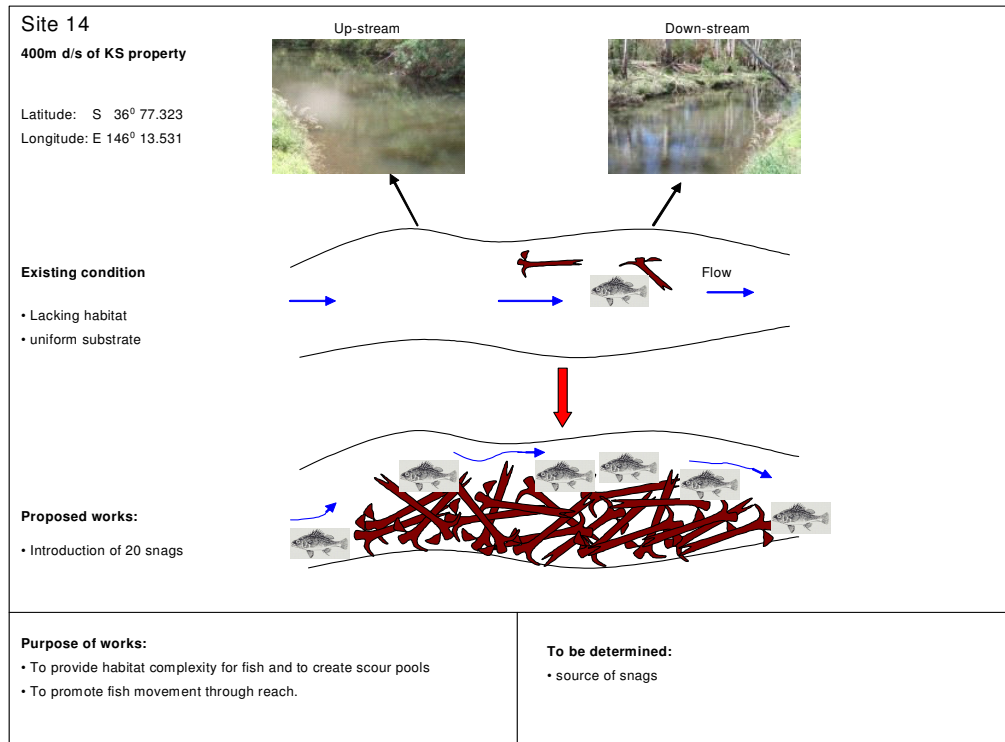 Site 14
400m d/s of KS property
Latitude: S 36⁰ 77.323
Longitude: E 146⁰ 13.531
Up-stream
Down-stream
Existing condition
• Lacking habitat
• uniform substrate
Flow
Proposed works:
• Introduction of 20 snags
Purpose of works:
• To provide habitat complexity for fish and to create scour pools
• To promote fish movement through reach.
To be determined:
• source of snags